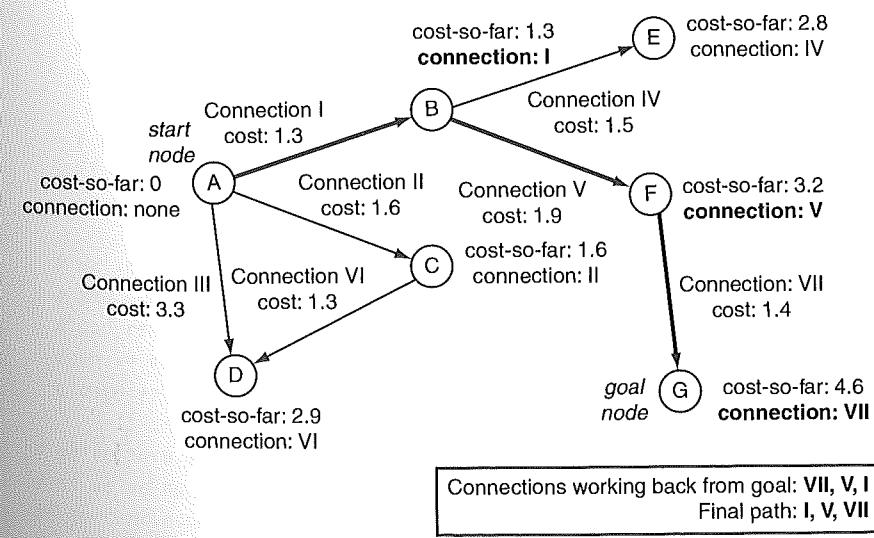 cost-so-far: 1.3
connection: I
E
cost-so-far: 2.8
connection: IV
Connection I
cost: 1.3
B
Connection IV
cost: 1.5
start
node
A
cost-so-far: 0
connection: none
Connection II
cost: 1.6
Connection V
cost: 1.9
F
cost-so-far: 3.2
connection: V
C
cost-so-far: 1.6
connection: II
Connection III
cost: 3.3
Connection VI
cost: 1.3
Connection: VII
cost: 1.4
D
cost-so-far: 2.9
connection: VI
goal
node
G
cost-so-far: 4.6
connection: VII
Connections working back from goal: VII, V, I
Final path: I, V, VII